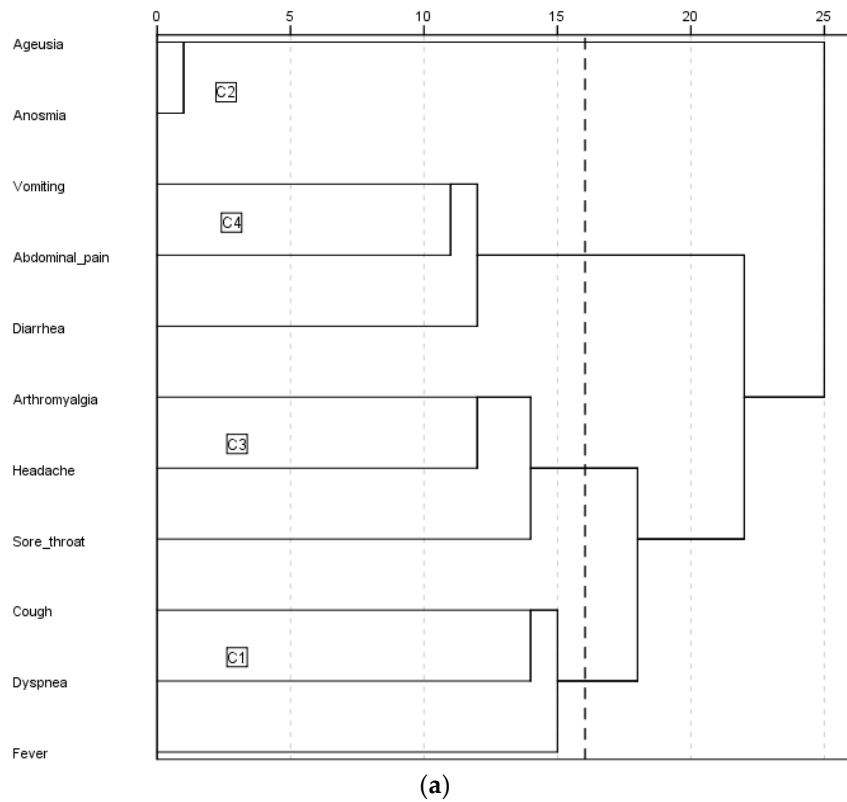 0 5 10 15 20 25
Ageusia
C2
Anosmia
Vomiting
C4
Abdominal_pain
Diarrhea
Arthromyalgia
C3
Headache
Sore_throat
Cough
C1
Dyspnea
Fever
(a)